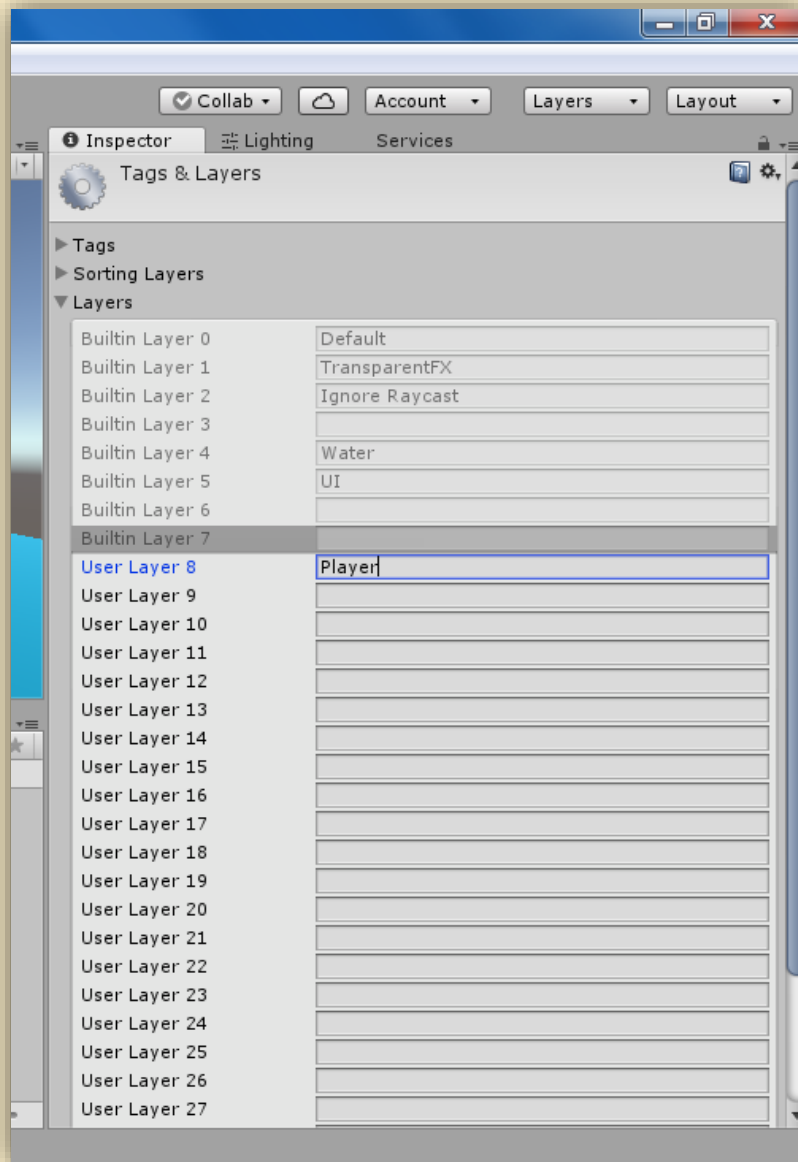 Collab Account Layers Layout
Inspector Lighting Services
Tags & Layers
Tags
Sorting Layers
Layers
Builtin Layer 0 Default
Builtin Layer 1 TransparentFX
Builtin Layer 2 Ignore Raycast
Builtin Layer 3
Builtin Layer 4 Water
Builtin Layer 5 UI
Builtin Layer 6
Builtin Layer 7
User Layer 8 Player
User Layer 9
User Layer 10
User Layer 11
User Layer 12
User Layer 13
User Layer 14
User Layer 15
User Layer 16
User Layer 17
User Layer 18
User Layer 19
User Layer 20
User Layer 21
User Layer 22
User Layer 23
User Layer 24
User Layer 25
User Layer 26
User Layer 27